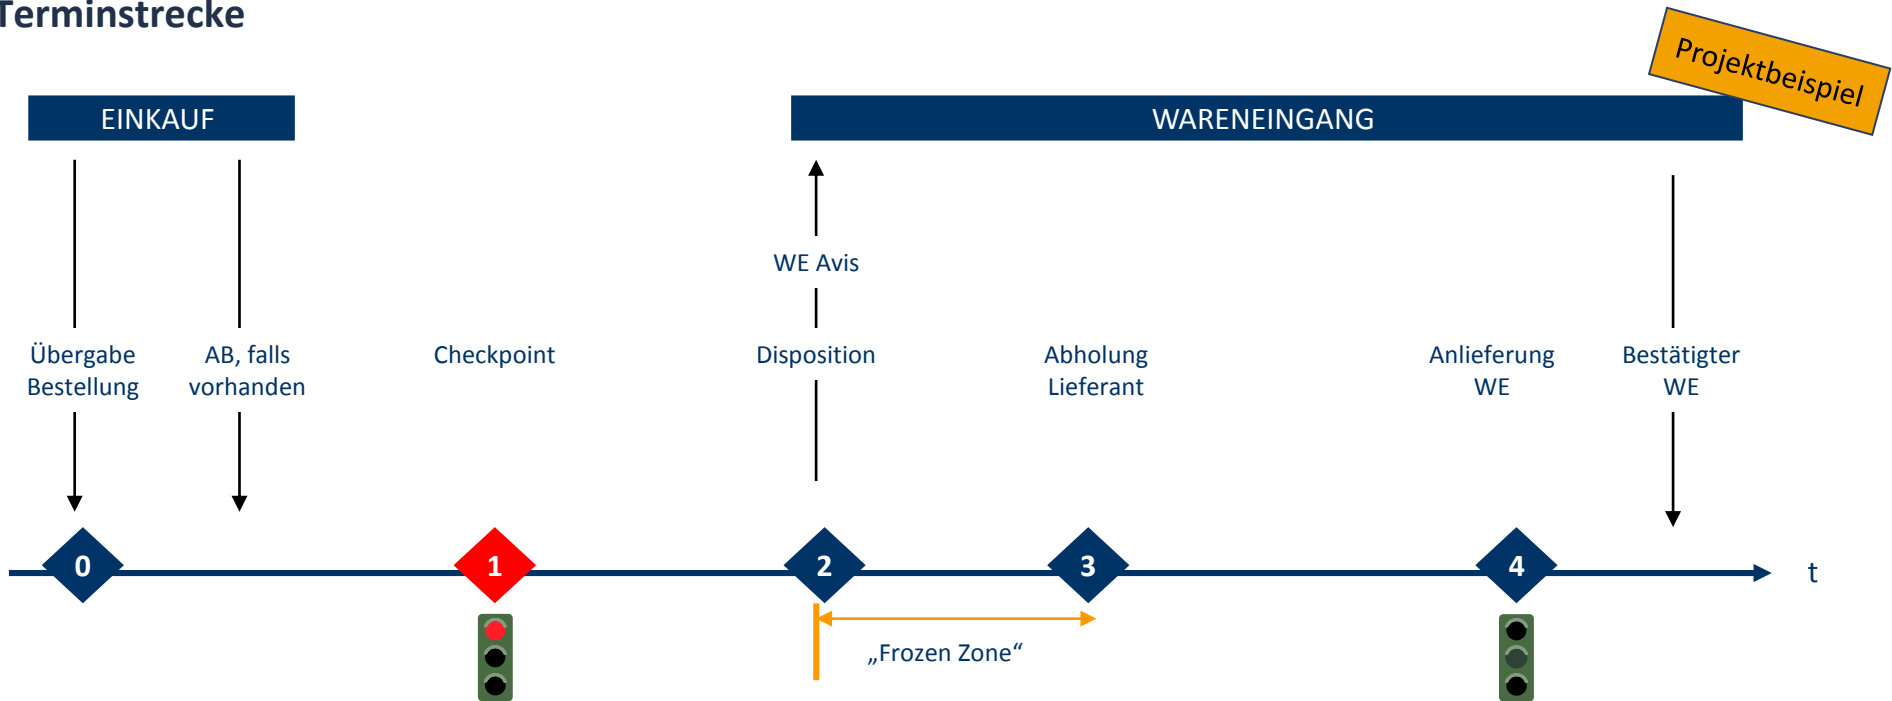 Terminstrecke
Projektbeispiel
EINKAUF
WARENEINGANG
WE Avis
Übergabe
Bestellung
AB, falls
vorhanden
Checkpoint
Disposition
Abholung
Lieferant
Anlieferung
WE
Bestätigter
WE
0
1
2
3
4
t
„Frozen Zone“